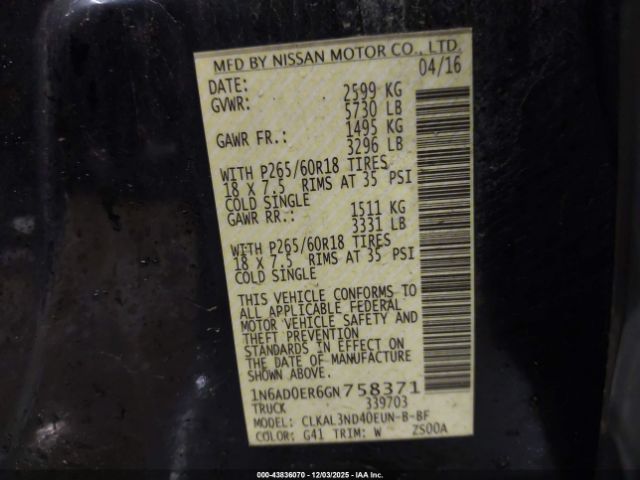 MFD BY NISSAN MOTOR CO., LTD.
DATE: 04/16
GVWR: 2599 KG
5730 LB
GAWR FR.: 1495 KG
3296 LB
WITH P265/60R18 TIRES
18 X 7.5 RIMS AT 35 PSI
COLD SINGLE
GAWR RR.: 1511 KG
3331 LB
WITH P265/60R18 TIRES
18 X 7.5 RIMS AT 35 PSI
COLD SINGLE
THIS VEHICLE CONFORMS TO
ALL APPLICABLE FEDERAL
MOTOR VEHICLE SAFETY AND
THEFT PREVENTION
STANDARDS IN EFFECT ON
THE DATE OF MANUFACTURE
SHOWN ABOVE.
1N6AD0ER6GN758371
TRUCK 339703
MODEL: CLKAL3ND40EUN-B-BF
COLOR: G41 TRIM: W ZS00A
000-43836070 - 12/03/2025 - IAAI.com